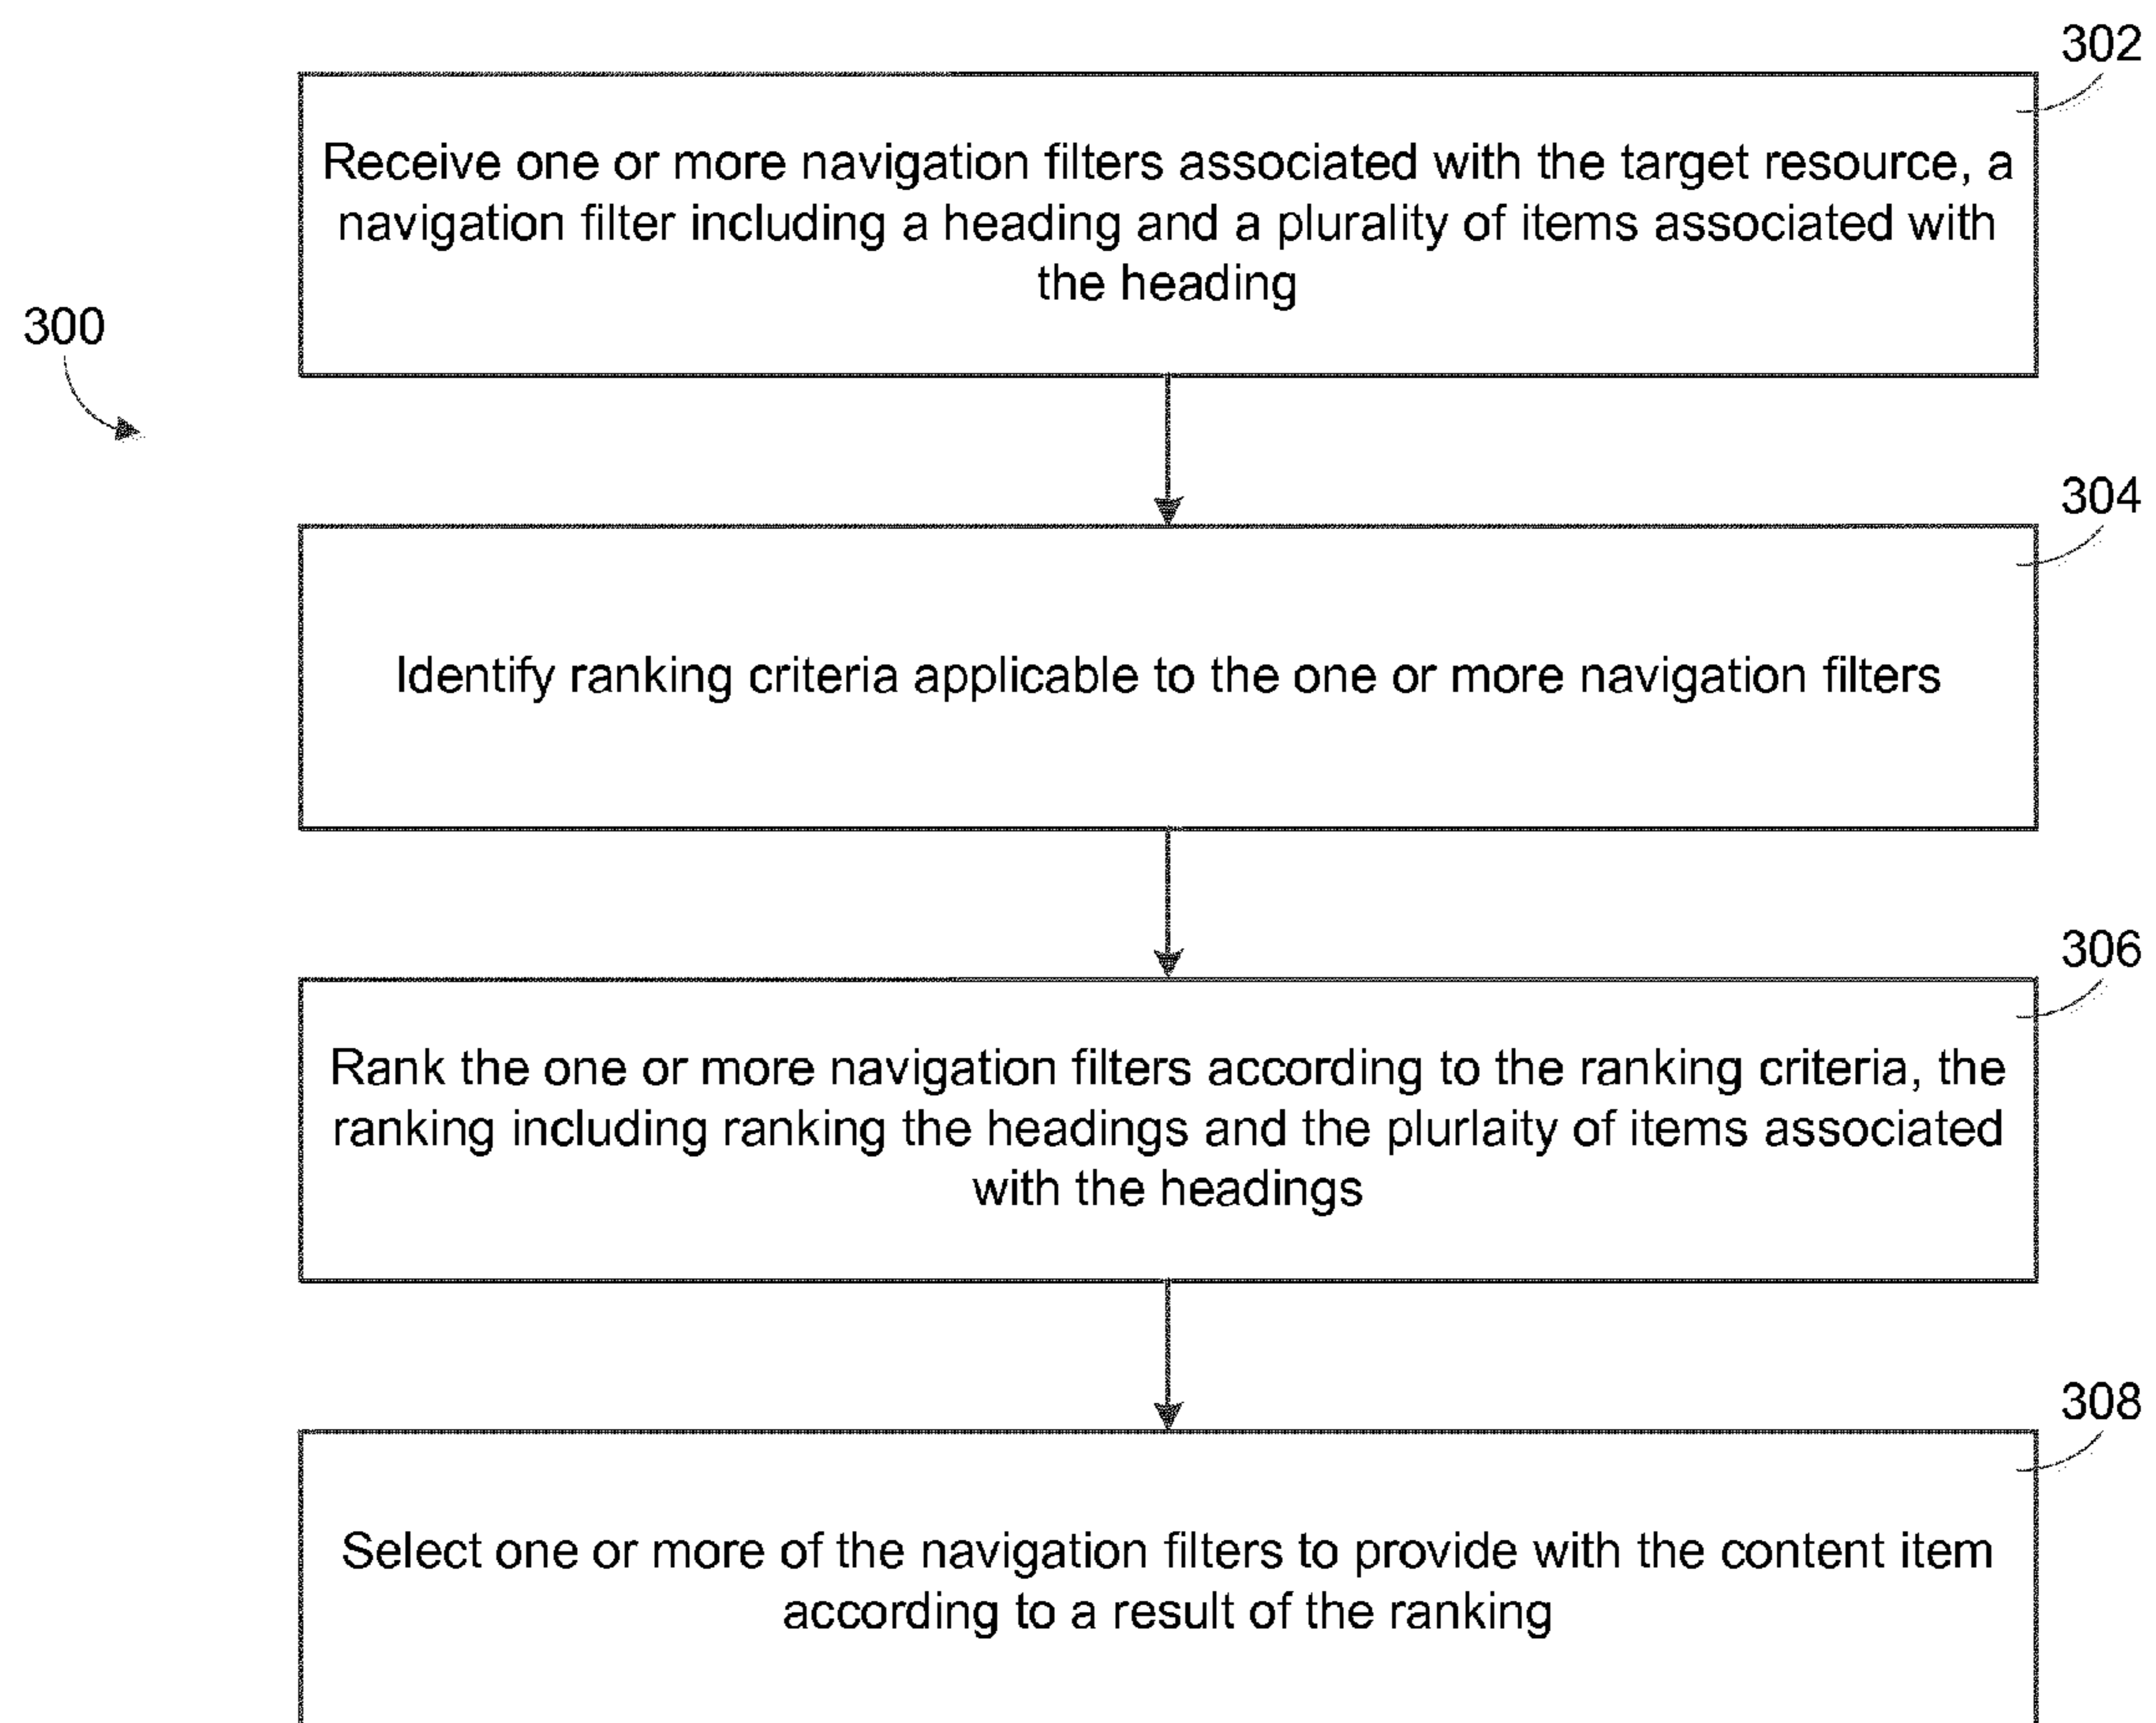 302
Receive one or more navigation filters associated with the target resource, a
navigation filter including a heading and a plurality of items associated with
the heading
300
304
Identify ranking criteria applicable to the one or more navigation filters
306
Rank the one or more navigation filters according to the ranking criteria, the
ranking including ranking the headings and the plurlaity of items associated
with the headings
308
Select one or more of the navigation filters to provide with the content item
according to a result of the ranking